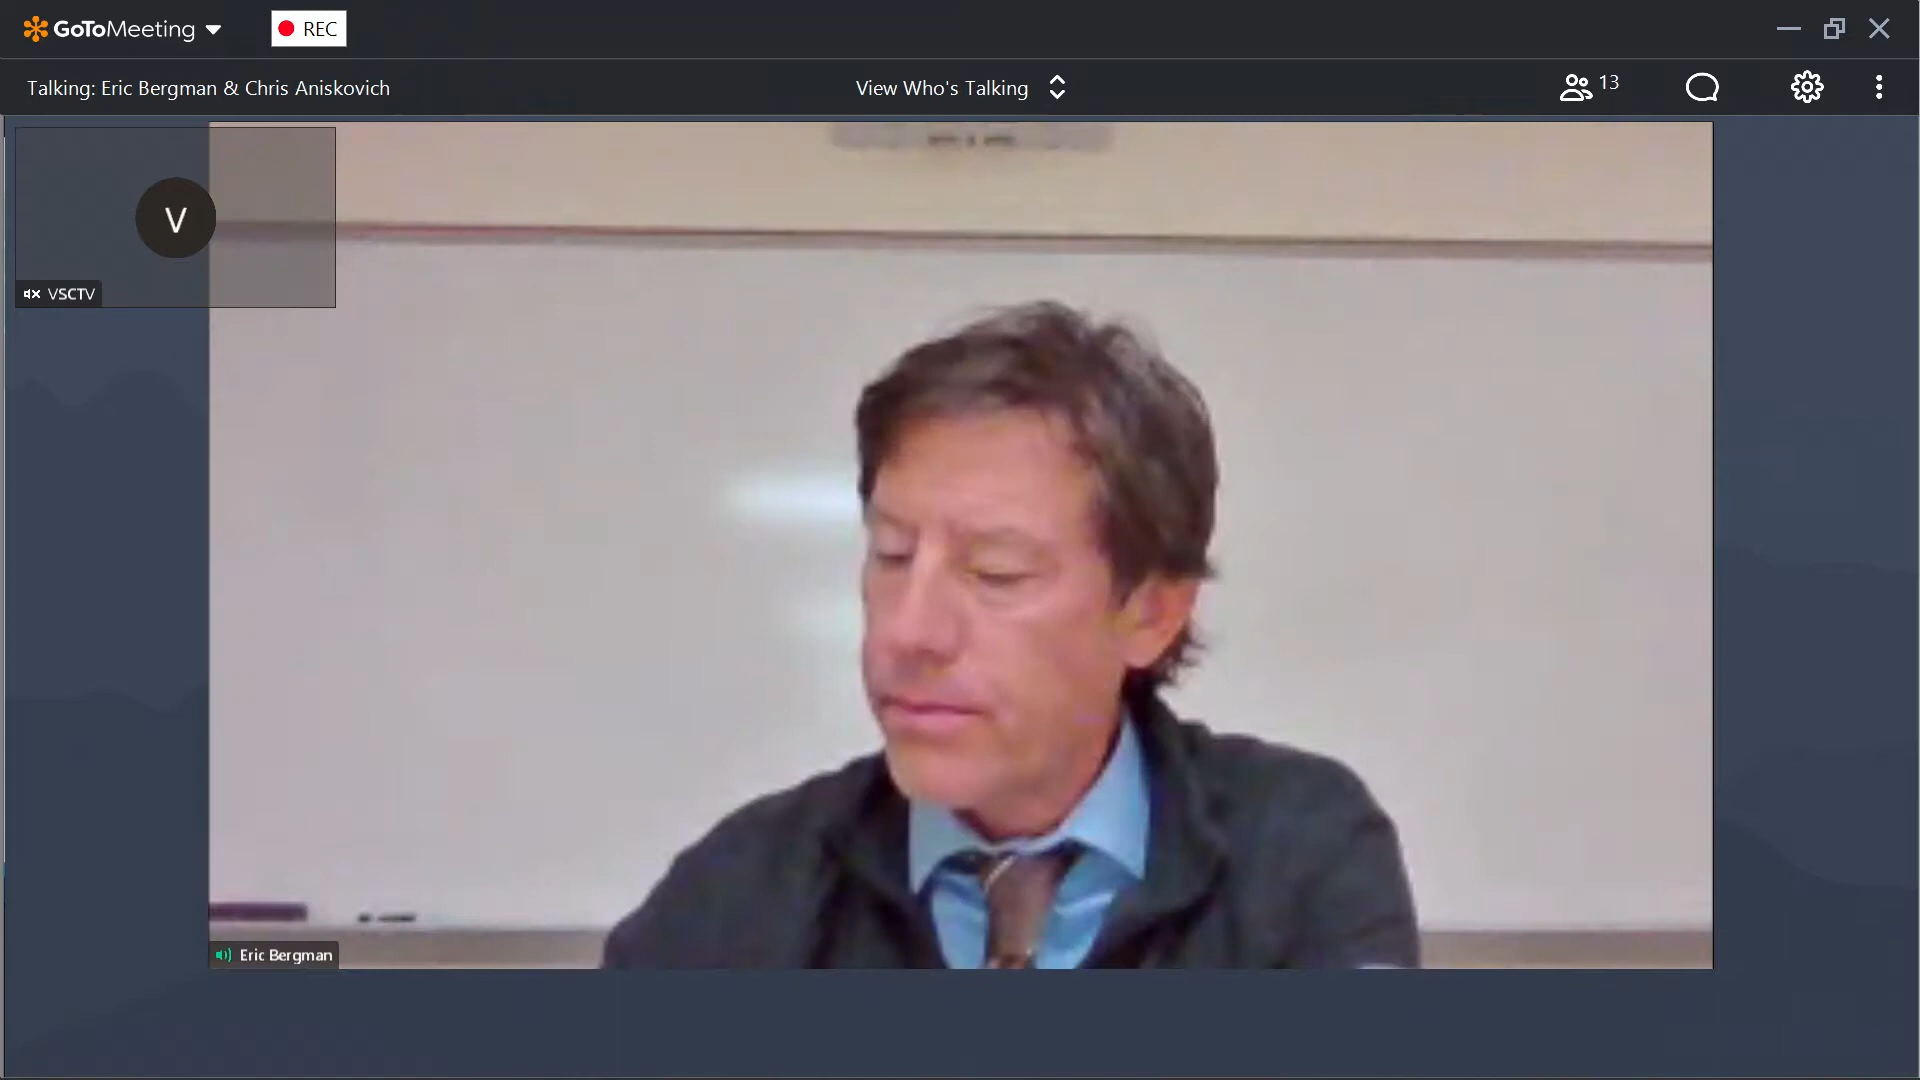 GoToMeeting
REC
Talking: Eric Bergman & Chris Aniskovich
View Who's Talking
13
V
VSCTV
Eric Bergman